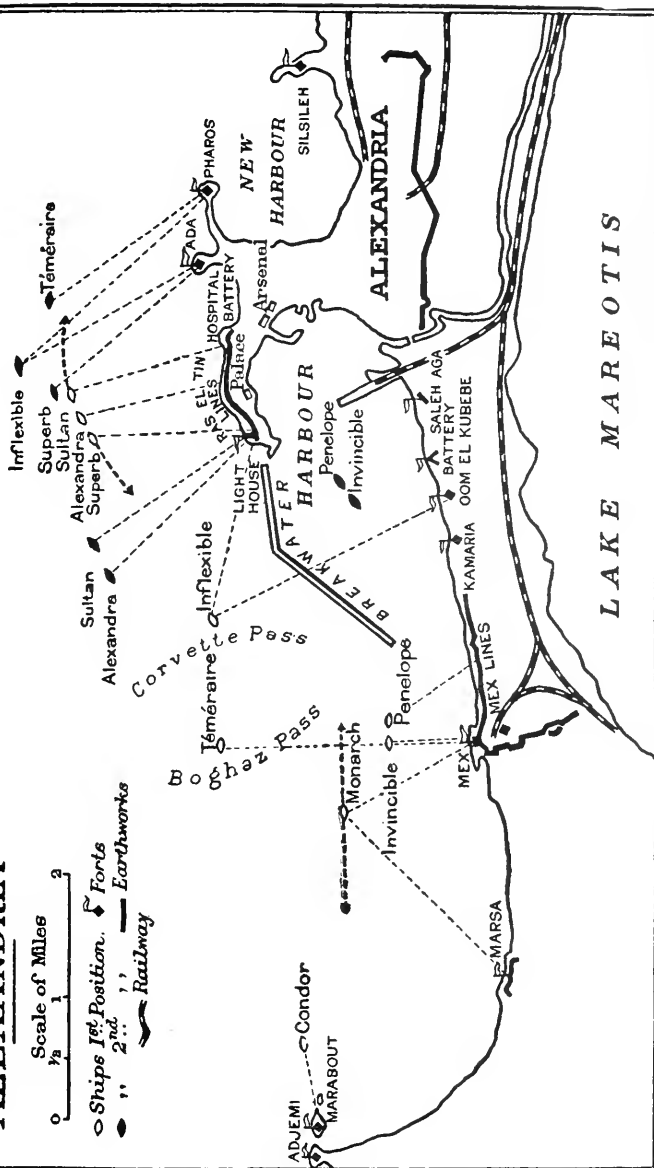 Scale of Miles
0 ½ 1 2
Ships 1st Position. Forts
,, 2nd ,, Earthworks
Railway
Inflexible
Téméraire
Superb
Sultan
Alexandra
Superb
Sultan
Alexandra
Corvette Pass
Inflexible
Téméraire
Boghaz Pass
Monarch
Invincible
Penelope
Condor
ADJEMI
MARABOUT
MARSA
MEX
MEX LINES
KAMARIA
OOM EL KUBEBE
BATTERY
SALEH AGA
BREAKWATER
HARBOUR
Penelope
Invincible
LIGHT
HOUSE
RAS EL TIN
LINES
Palace
HOSPITAL
BATTERY
Arsenal
ADA
PHAROS
NEW
HARBOUR
SILSILEH
ALEXANDRIA
LAKE MAREOTIS